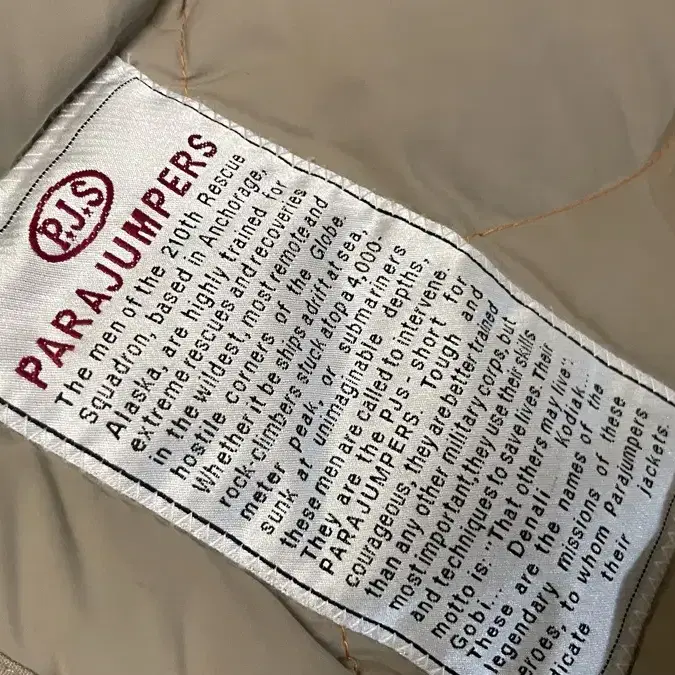 P.J.S
PARAJUMPERS
The men of the 210th Rescue
Squadron, based in Anchorage,
Alaska, are highly trained for
extreme rescues and recoveries
in the wildest, most remote and
hostile corners of the Globe.
Whether it be ships adrift at sea,
rock-climbers stuck atop a 4,000-
meter peak, or submariners
sunk at unimaginable depths,
these men are called to intervene.
They are the PJs - short for
PARAJUMPERS. Tough and
courageous, they are better trained
than any other military corps, but
most important, they use their skills
and techniques to save lives. Their
motto is: "That others may live".
Gobi... Denali... Kodiak...
These are the names of the
legendary missions of these
eroes, to whom Parajumpers
dicate their jackets.